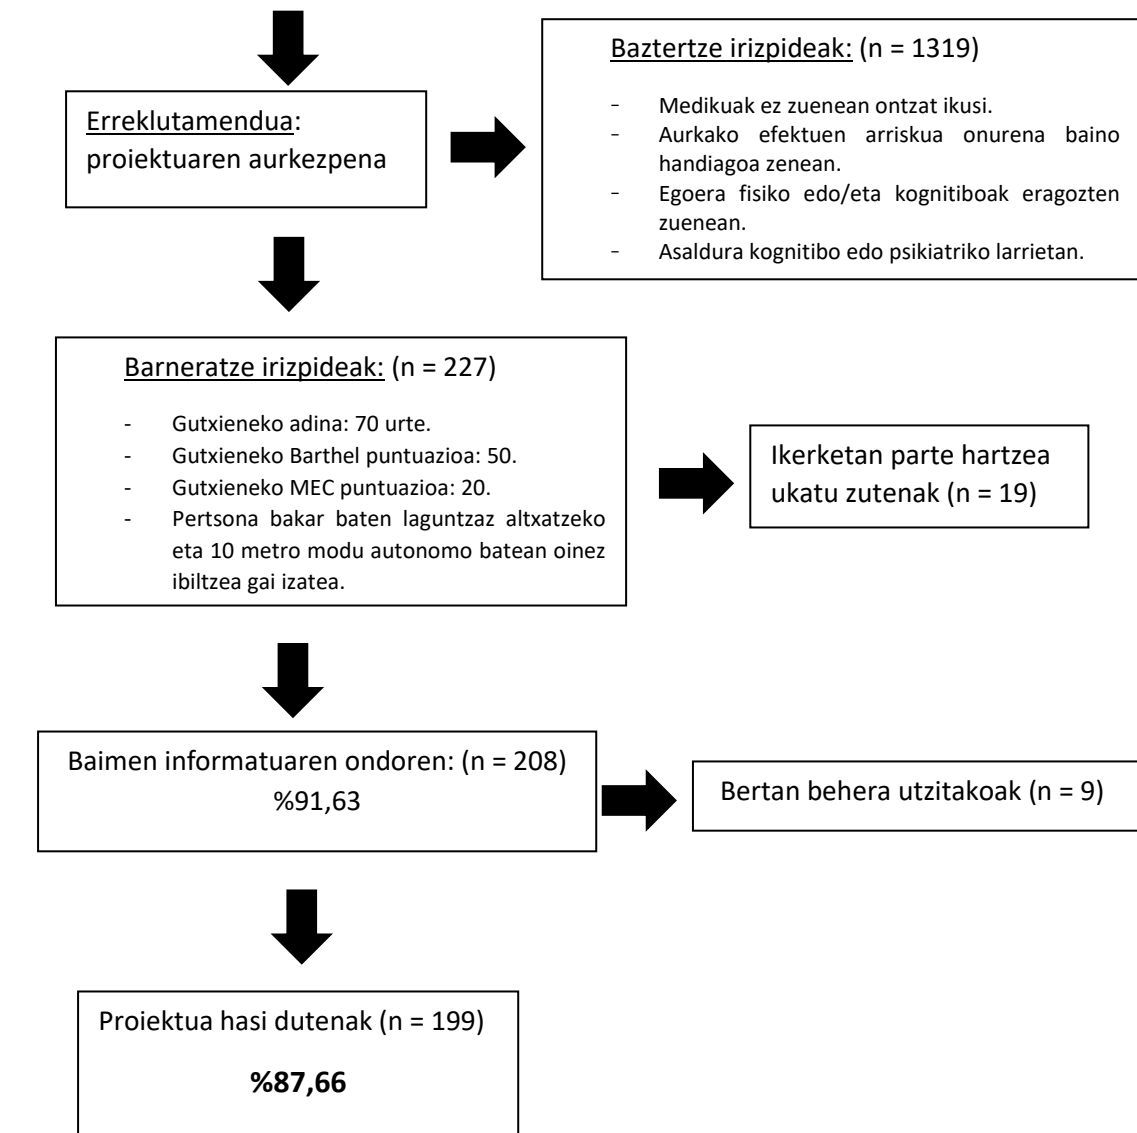 Erreklutamendua:
proiektuaren aurkezpena
Baztertze irizpideak: (n = 1319)
- Medikuak ez zuenean ontzat ikusi.
- Aurkako efektuen arriskua onurena baino
handiagoa zenean.
- Egoera fisiko edo/eta kognitiboak eragozten
zuenean.
- Asaldura kognitibo edo psikiatriko larrietan.
Barneratze irizpideak: (n = 227)
- Gutxieneko adina: 70 urte.
- Gutxieneko Barthel puntuazioa: 50.
- Gutxieneko MEC puntuazioa: 20.
- Pertsona bakar baten laguntzaz altxatzeko
eta 10 metro modu autonomo batean oinez
ibiltzea gai izatea.
Ikerketan parte hartzea
ukatu zutenak (n = 19)
Baimen informatuaren ondoren: (n = 208)
%91,63
Bertan behera utzitakoak (n = 9)
Proiektua hasi dutenak (n = 199)
%87,66